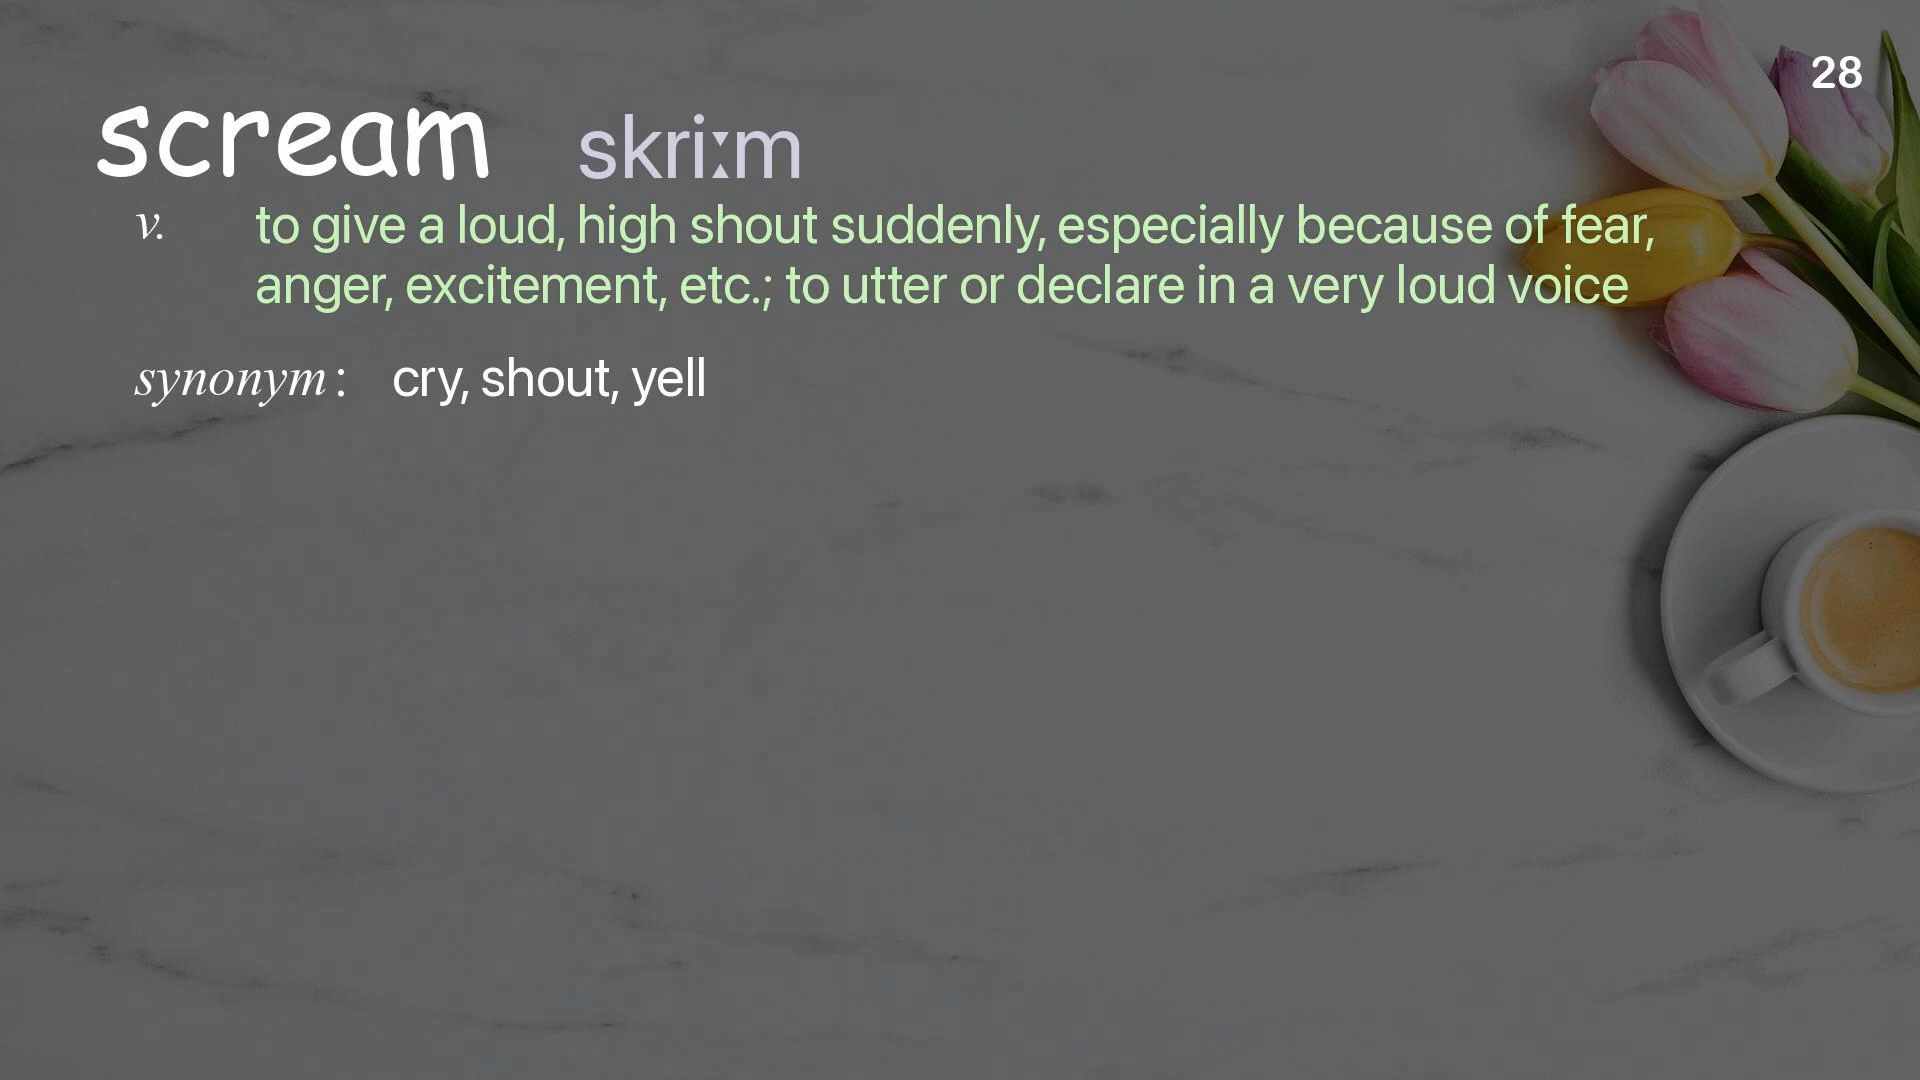 28
scream skriːm
v. to give a loud, high shout suddenly, especially because of fear,
anger, excitement, etc.; to utter or declare in a very loud voice
synonym : cry, shout, yell